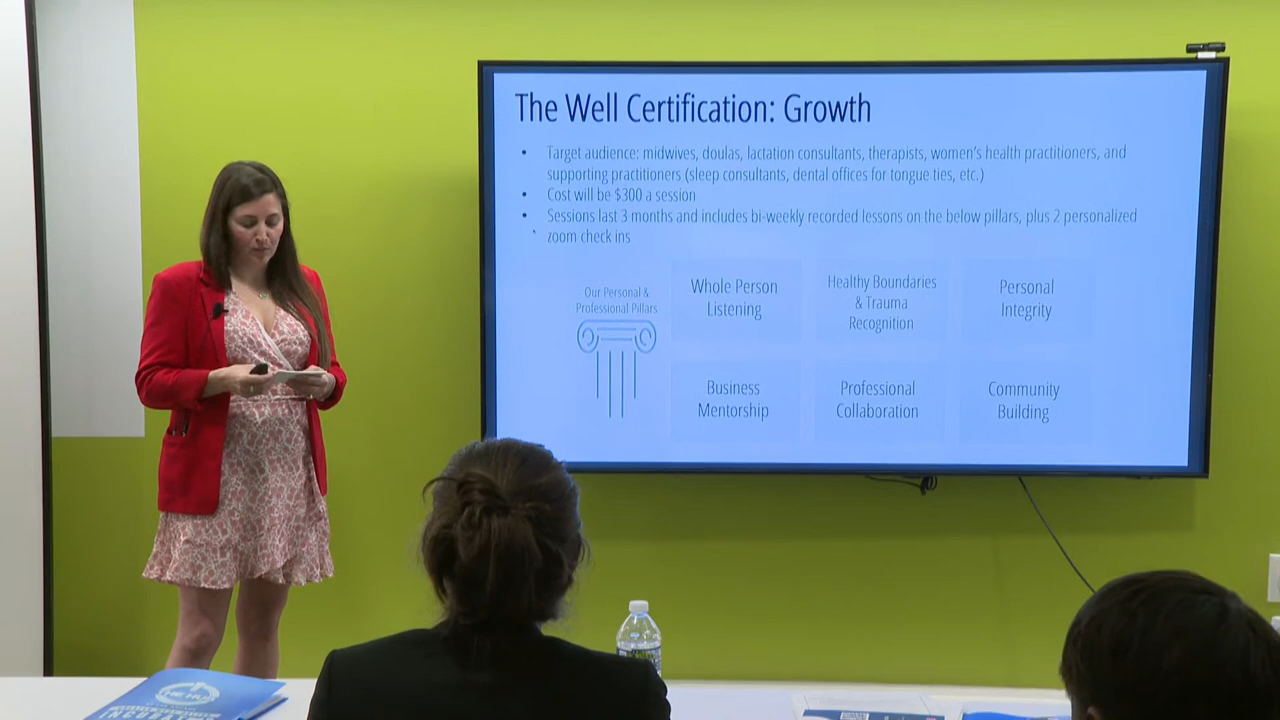 The Well Certification: Growth
• Target audience: midwives, doulas, lactation consultants, therapists, women's health practitioners, and
supporting practitioners (sleep consultants, dental offices for tongue ties, etc.)
• Cost will be $300 a session
• Sessions last 3 months and includes bi-weekly recorded lessons on the below pillars, plus 2 personalized
zoom check ins
Our Personal &
Professional Pillars
Whole Person
Listening
Healthy Boundaries
& Trauma
Recognition
Personal
Integrity
Business
Mentorship
Professional
Collaboration
Community
Building